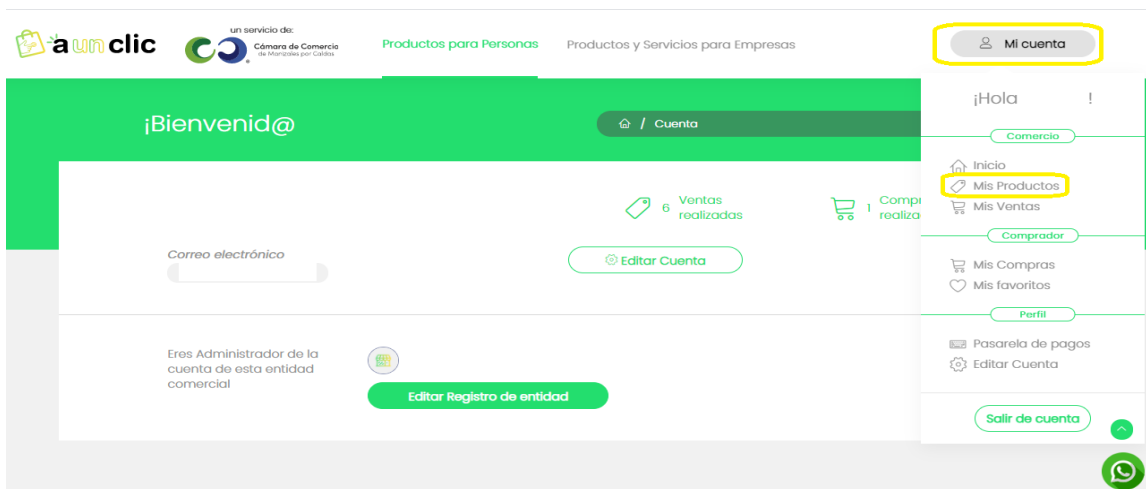 a un clic
un servicio de:
Cámara de Comercio
de Manizales por Caldas
Productos para Personas
Productos y Servicios para Empresas
Mi cuenta
¡Hola !
¡Bienvenid@
/ Cuenta
Comercio
Inicio
Mis Productos
Mis Ventas
6 Ventas
realizadas
1 Compr
realiza
Comprador
Correo electrónico
Editar Cuenta
Mis Compras
Mis favoritos
Perfil
Pasarela de pagos
Editar Cuenta
Eres Administrador de la
cuenta de esta entidad
comercial
Editar Registro de entidad
Salir de cuenta